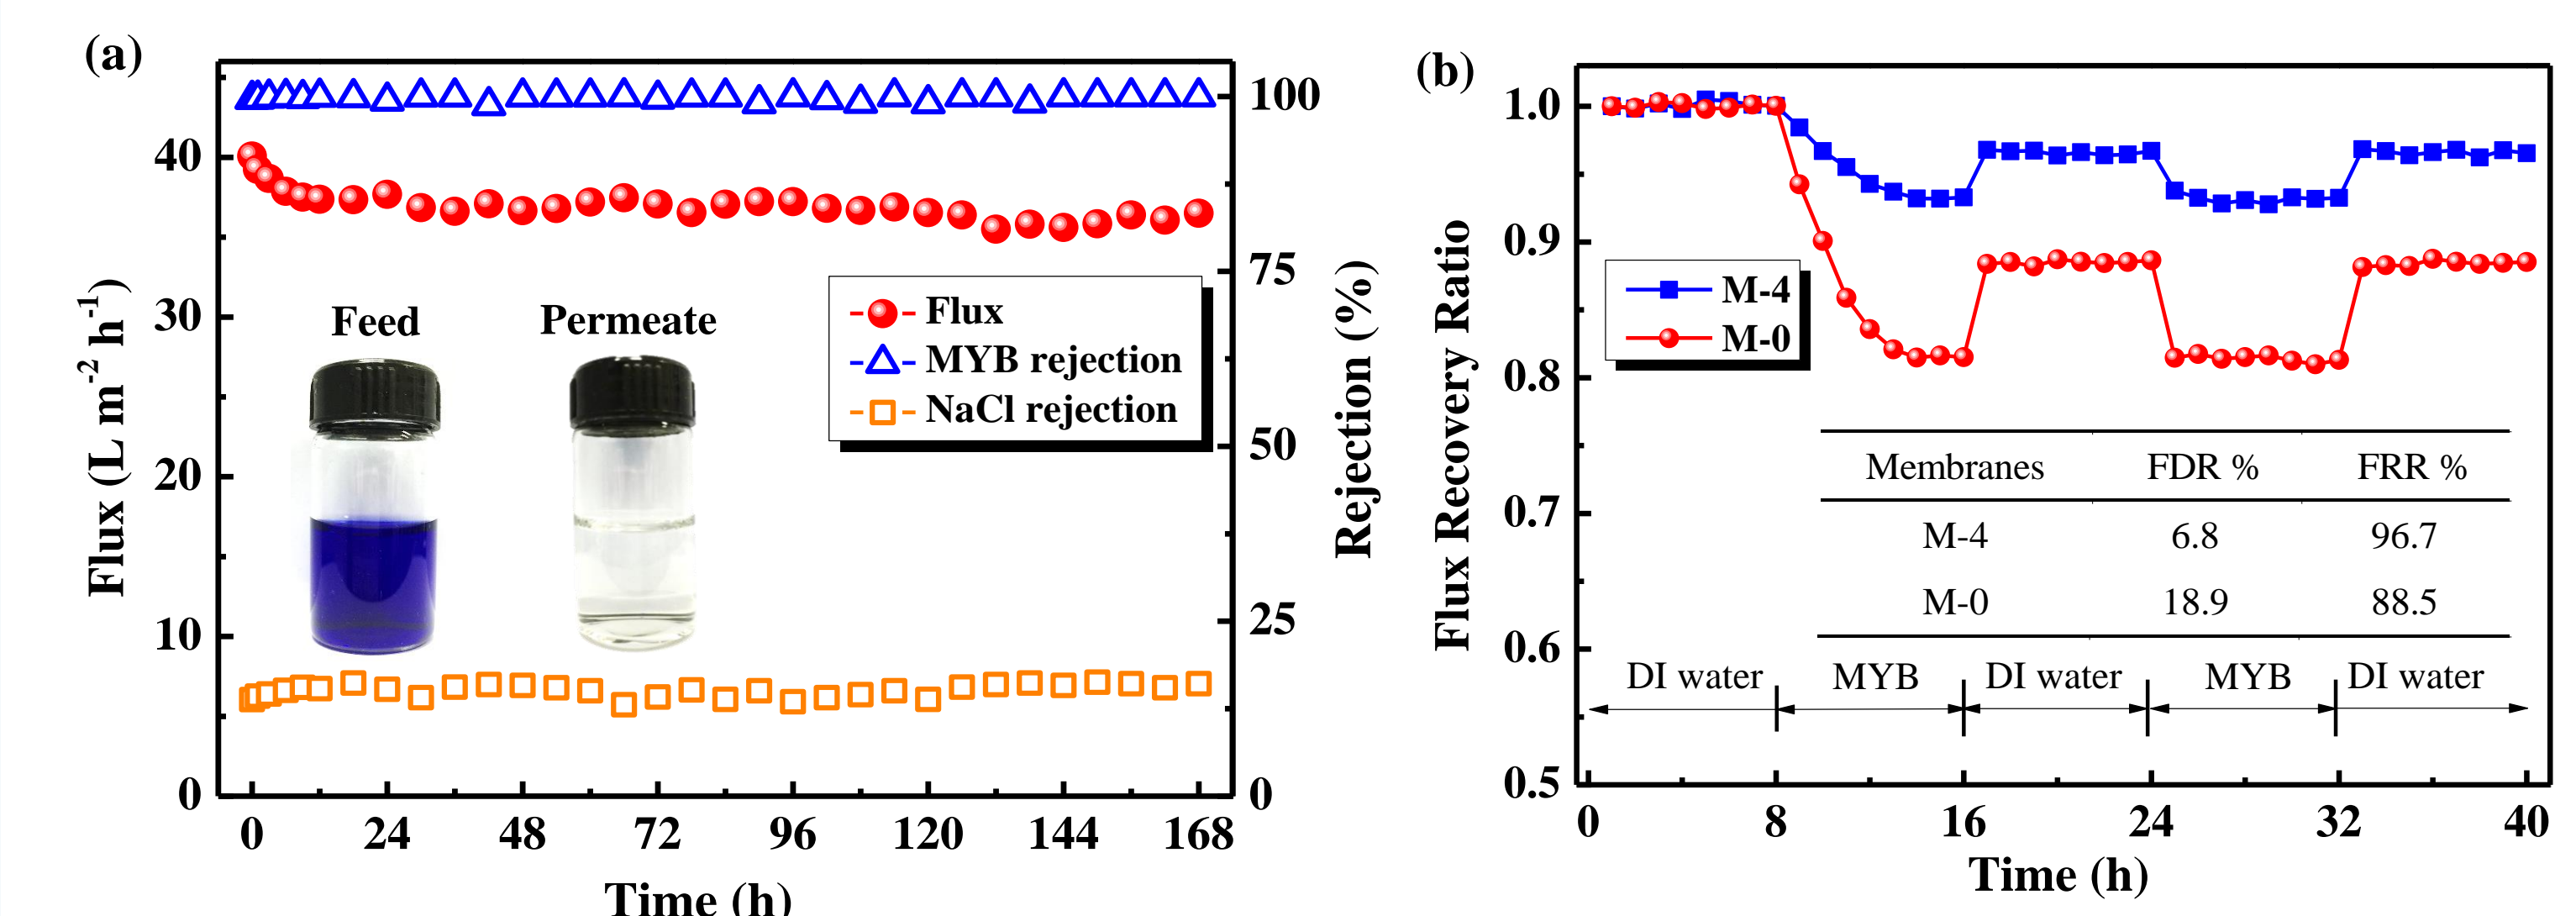 (a)
Flux (L m⁻² h⁻¹)
40
30
20
10
0
100
75
50
25
0
Rejection (%)
Feed
Permeate
Flux
MYB rejection
NaCl rejection
0 24 48 72 96 120 144 168
Time (h)
(b)
Flux Recovery Ratio
1.0
0.9
0.8
0.7
0.6
0.5
M-4
M-0
Membranes FDR % FRR %
M-4 6.8 96.7
M-0 18.9 88.5
DI water MYB DI water MYB DI water
0 8 16 24 32 40
Time (h)